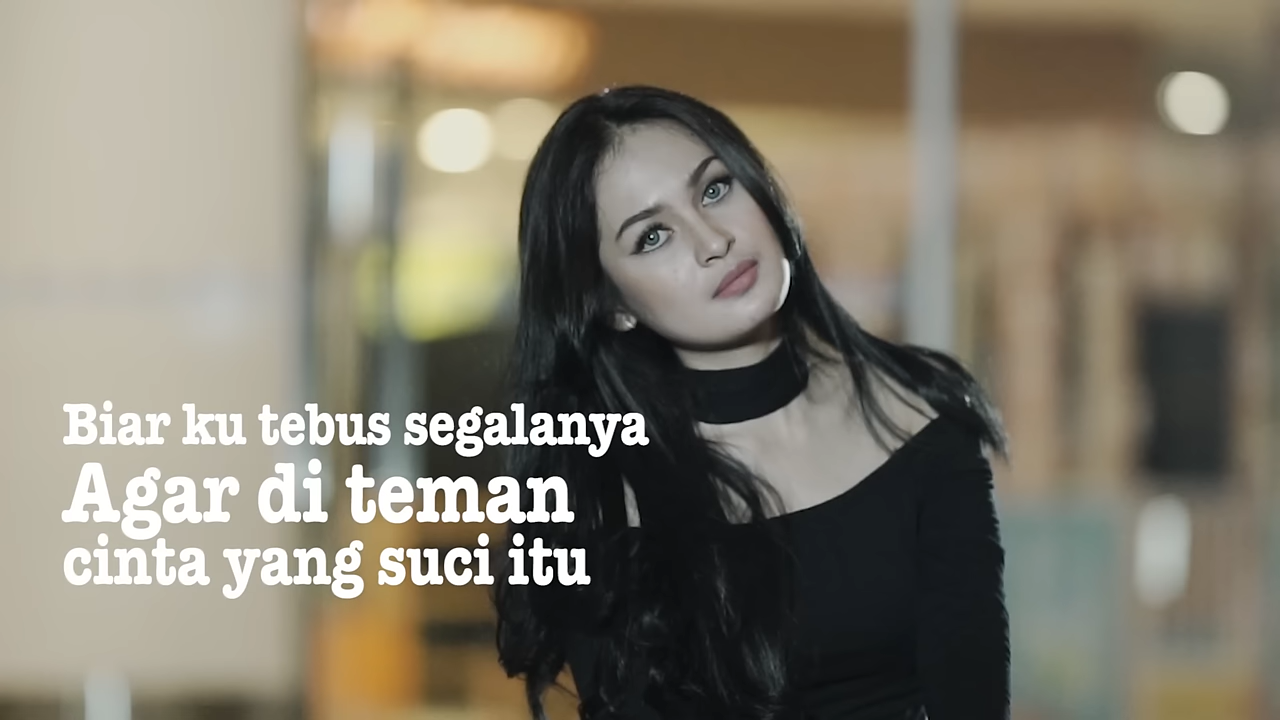 Biar ku tebus segalanya
Agar di teman
cinta yang suci itu